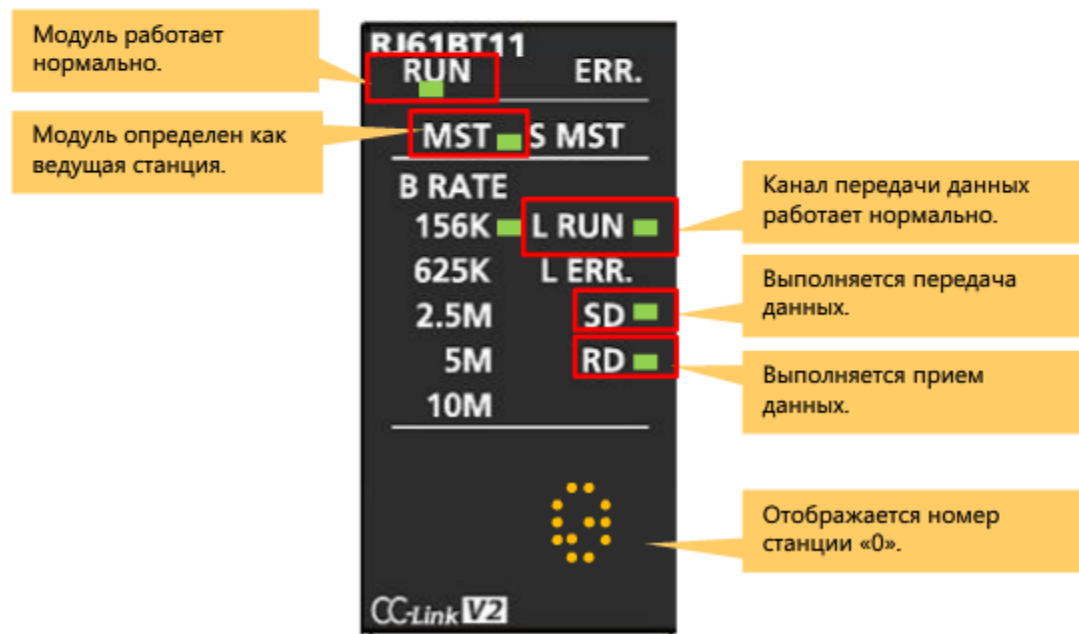 Модуль работает
нормально.
Модуль определен как
ведущая станция.
RJ61BT11
RUN ERR.
MST S MST
B RATE
156K L RUN
625K L ERR.
2.5M SD
5M RD
10M
0
CC-Link V2
Канал передачи данных
работает нормально.
Выполняется передача
данных.
Выполняется прием
данных.
Отображается номер
станции «0».